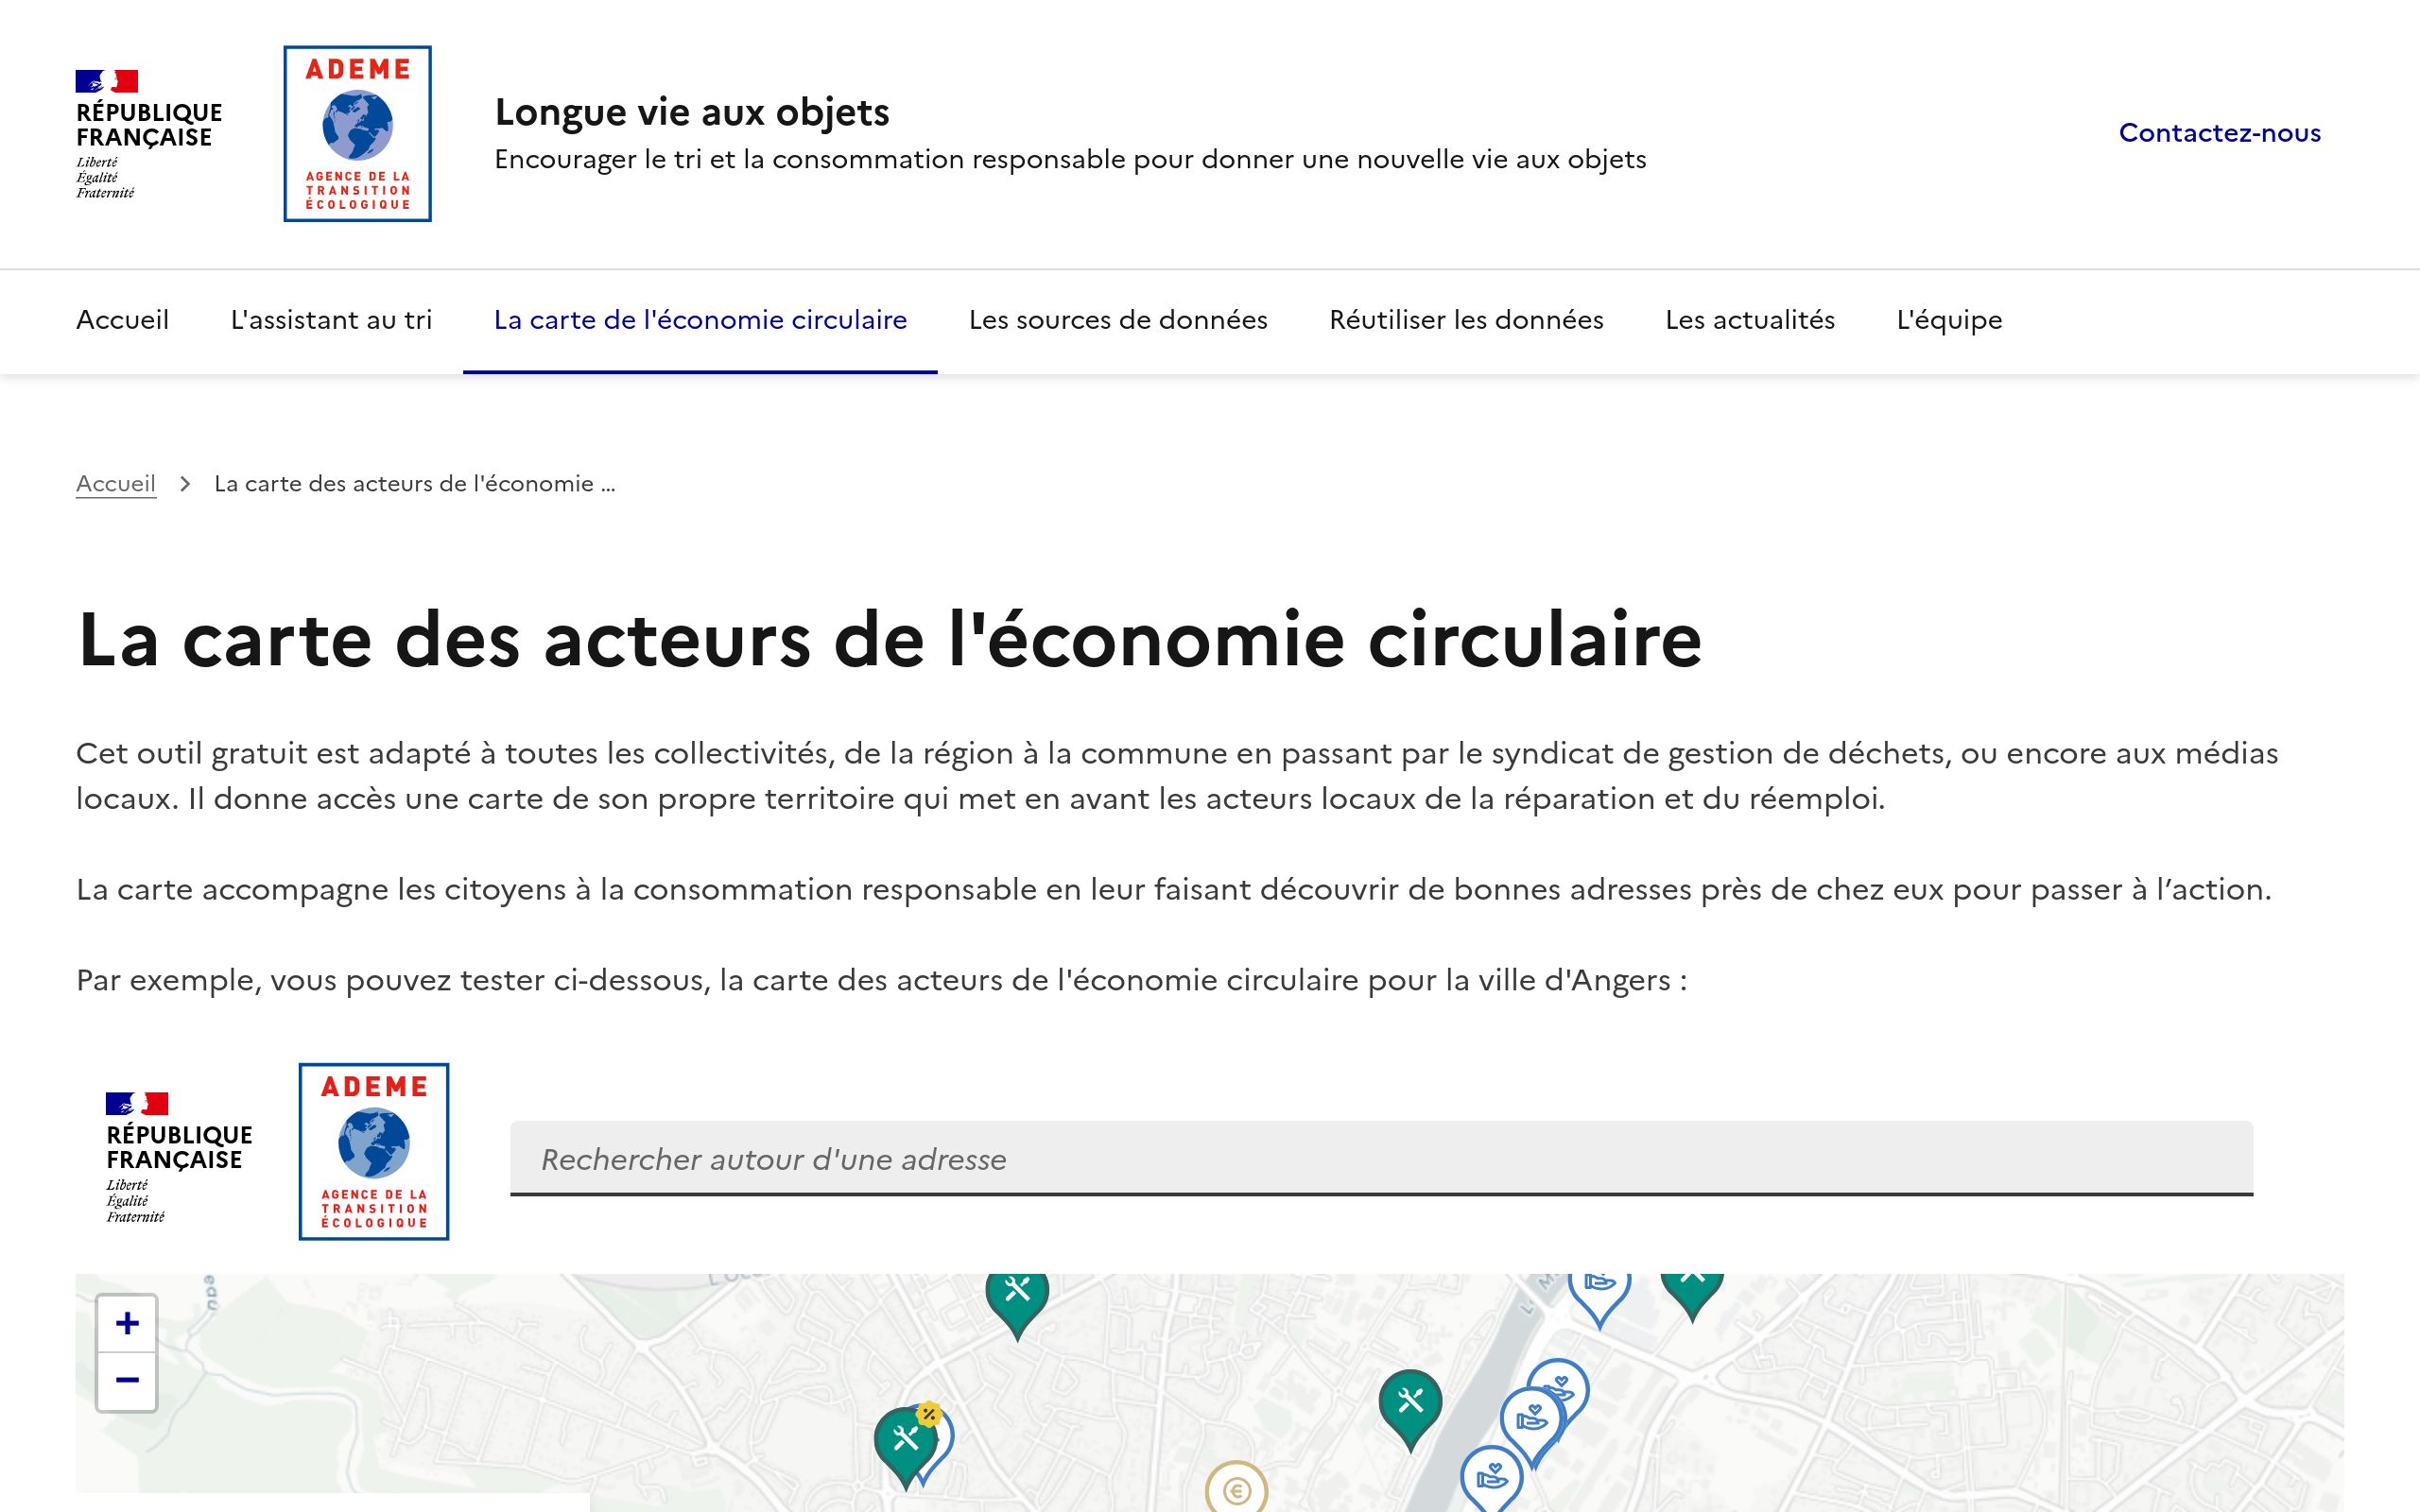 RÉPUBLIQUE
FRANÇAISE
Liberté
Égalité
Fraternité
ADEME
AGENCE DE LA
TRANSITION
ÉCOLOGIQUE
Longue vie aux objets
Encourager le tri et la consommation responsable pour donner une nouvelle vie aux objets
Contactez-nous
Accueil L'assistant au tri La carte de l'économie circulaire Les sources de données Réutiliser les données Les actualités L'équipe
Accueil > La carte des acteurs de l'économie ...
La carte des acteurs de l'économie circulaire
Cet outil gratuit est adapté à toutes les collectivités, de la région à la commune en passant par le syndicat de gestion de déchets, ou encore aux médias
locaux. Il donne accès une carte de son propre territoire qui met en avant les acteurs locaux de la réparation et du réemploi.
La carte accompagne les citoyens à la consommation responsable en leur faisant découvrir de bonnes adresses près de chez eux pour passer à l’action.
Par exemple, vous pouvez tester ci-dessous, la carte des acteurs de l'économie circulaire pour la ville d'Angers :
RÉPUBLIQUE
FRANÇAISE
Liberté
Égalité
Fraternité
ADEME
AGENCE DE LA
TRANSITION
ÉCOLOGIQUE
Rechercher autour d'une adresse
+
−